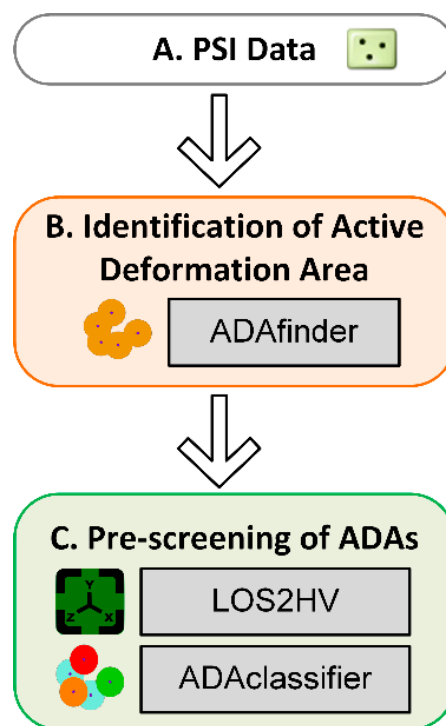 A. PSI Data
B. Identification of Active
Deformation Area
ADAfinder
C. Pre-screening of ADAs
Y
Z X
LOS2HV
ADAclassifier